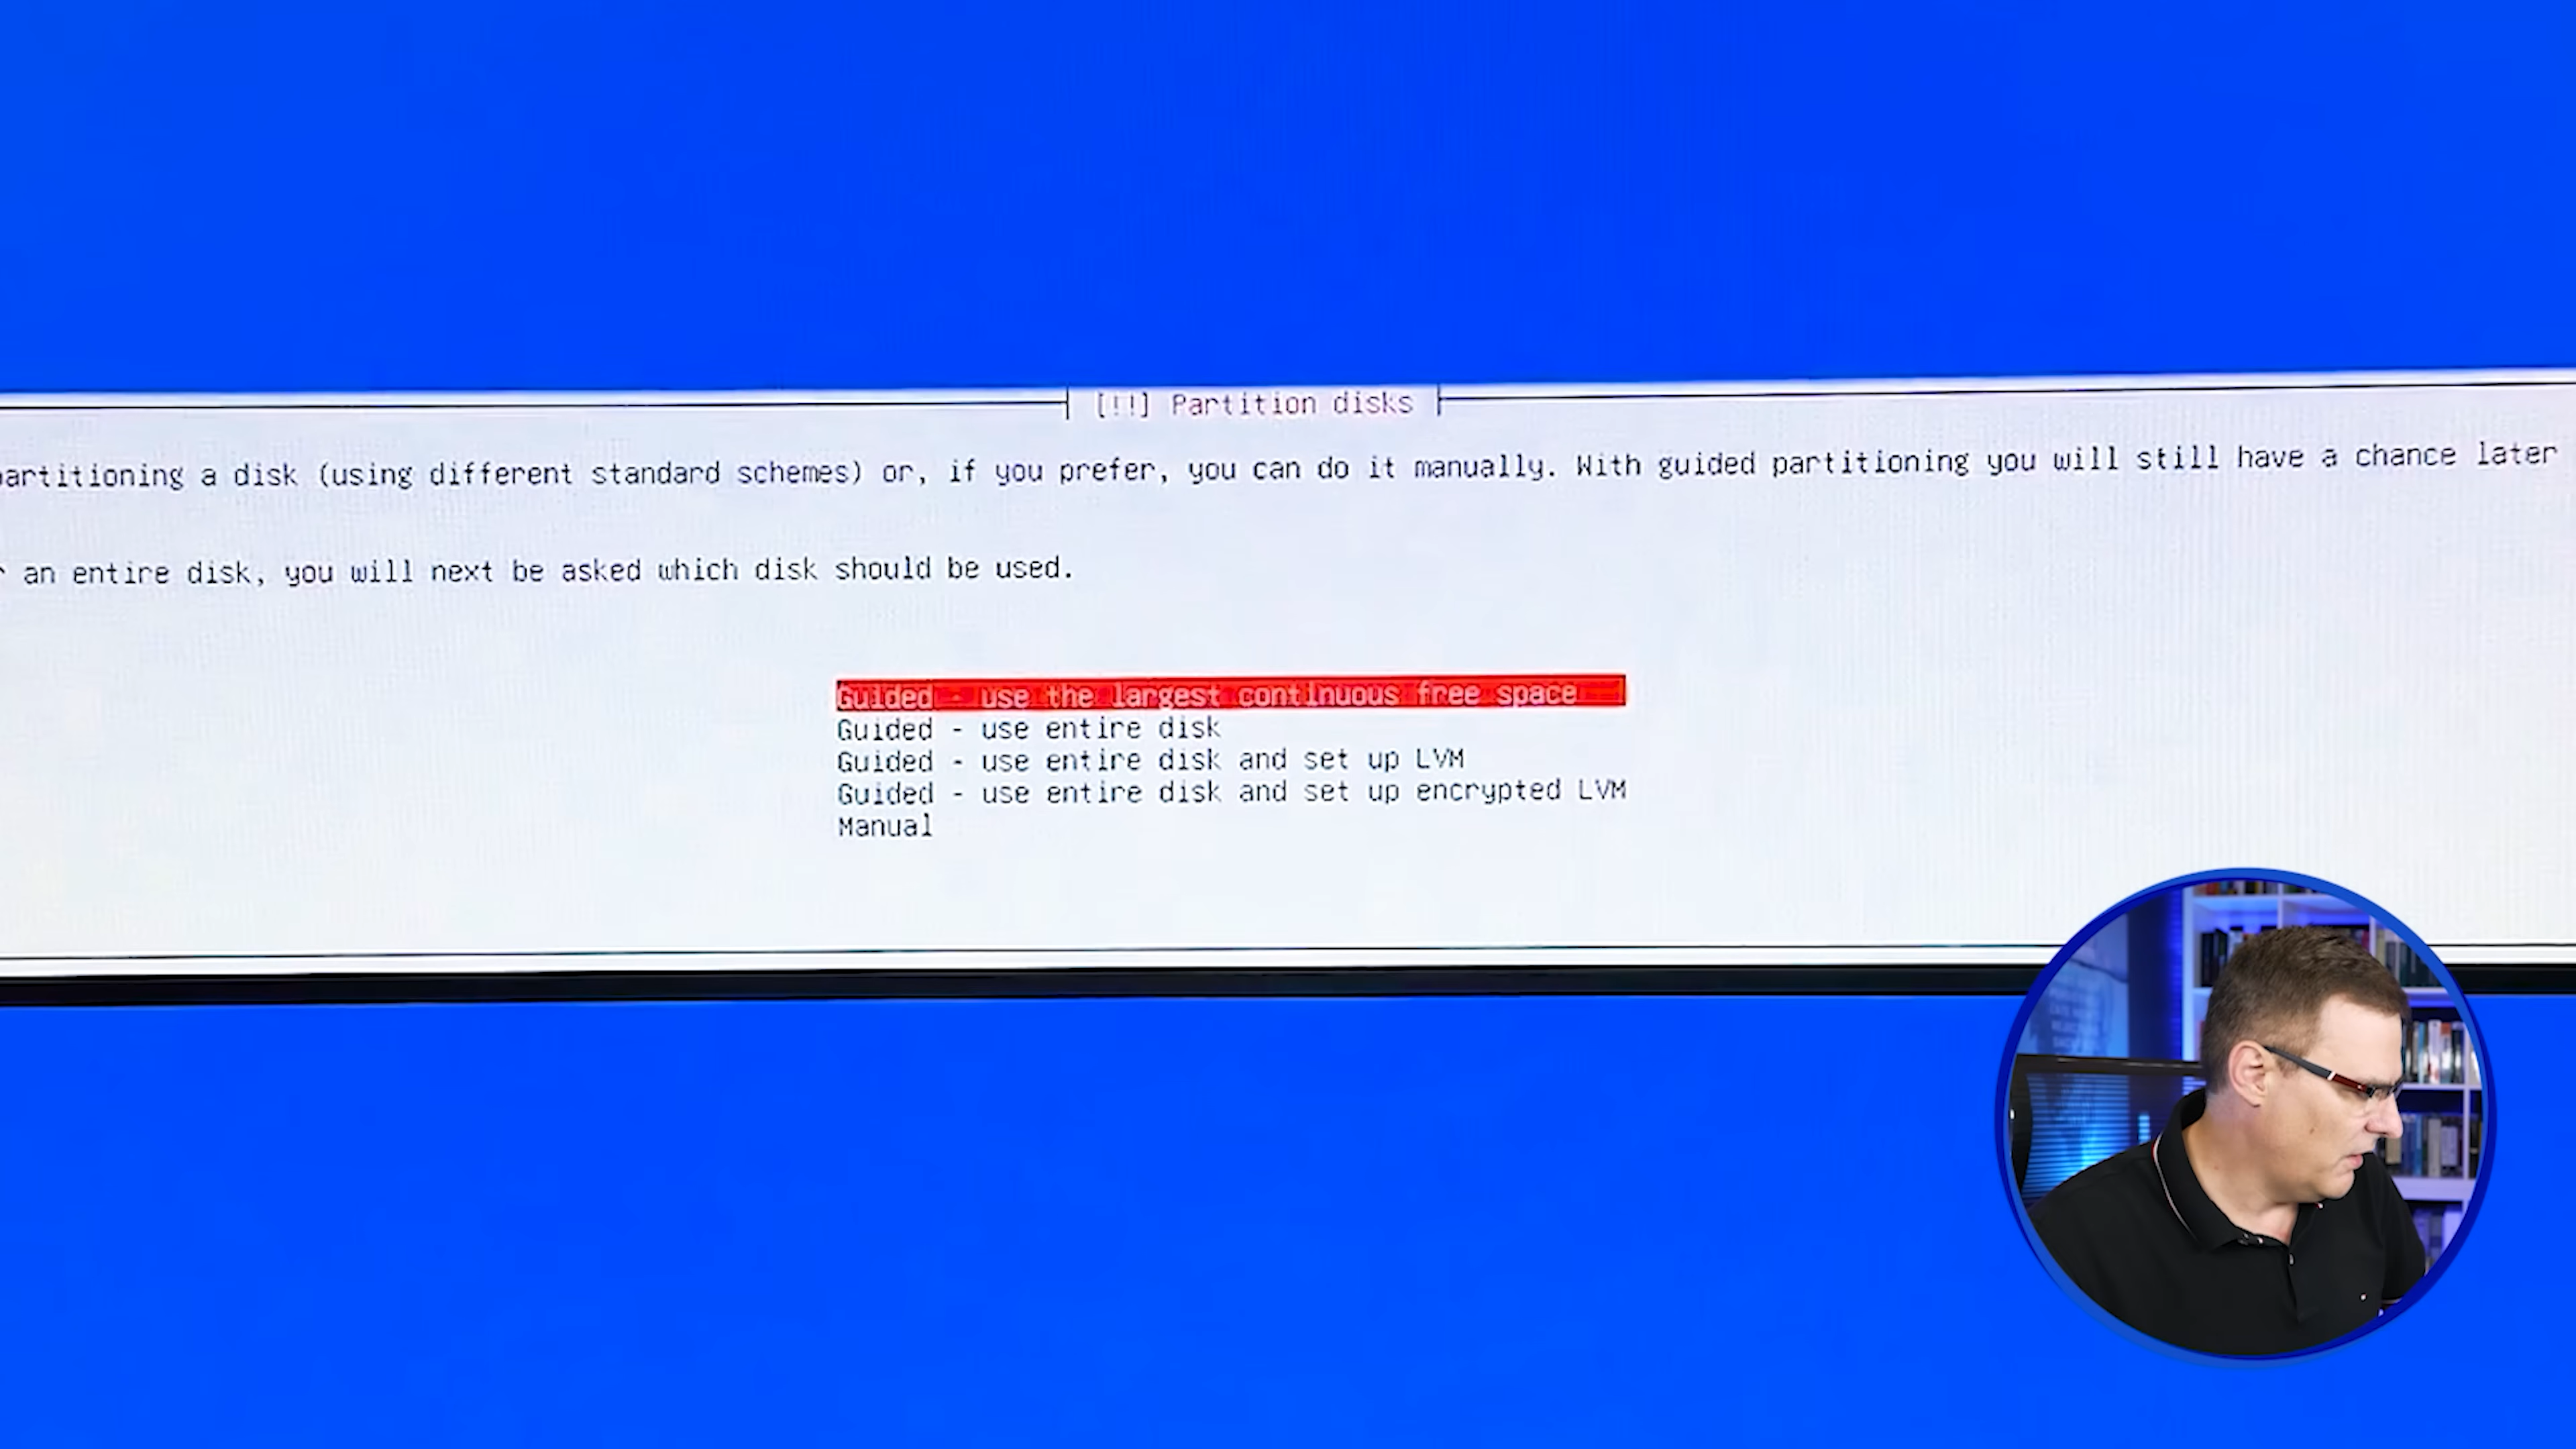 [!!] Partition disks
partitioning a disk (using different standard schemes) or, if you prefer, you can do it manually. With guided partitioning you will still have a chance later
an entire disk, you will next be asked which disk should be used.
Guided - use the largest continuous free space
Guided - use entire disk
Guided - use entire disk and set up LVM
Guided - use entire disk and set up encrypted LVM
Manual